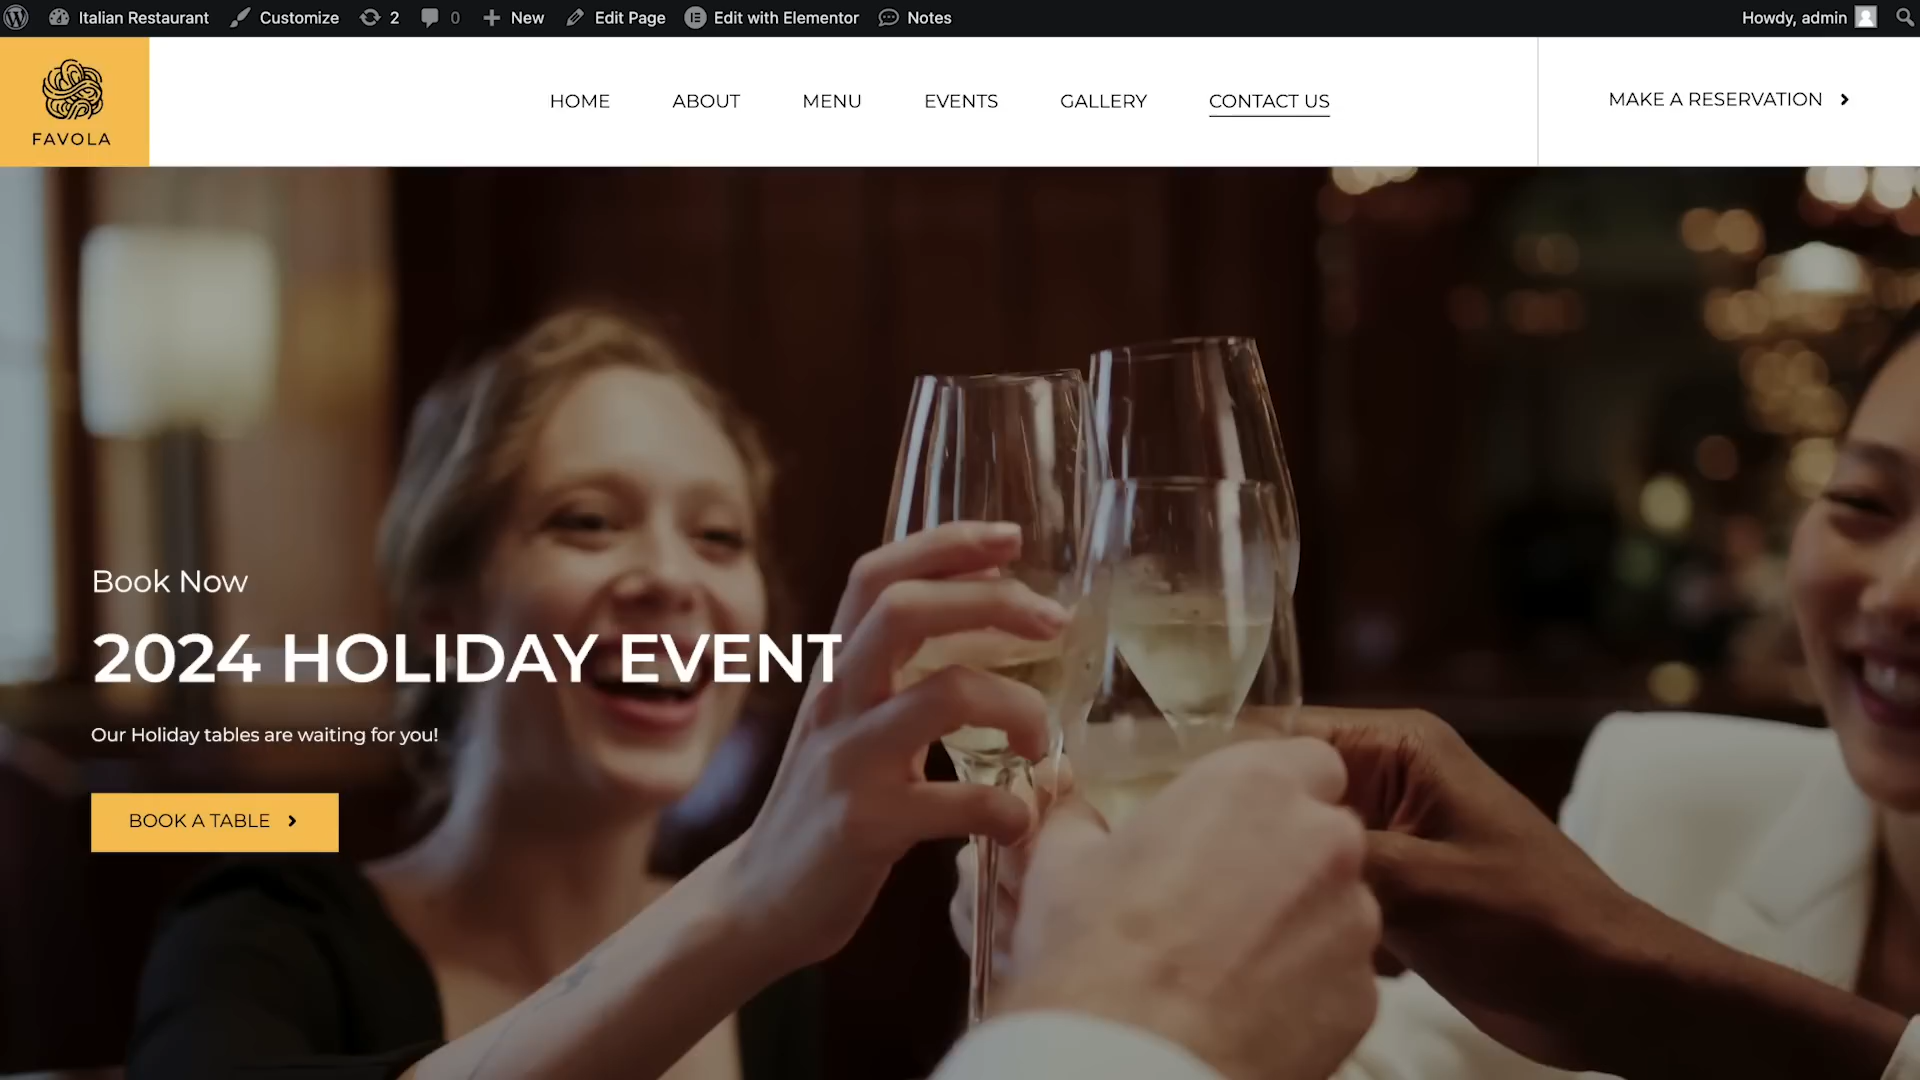 Italian Restaurant Customize 2 0 New Edit Page Edit with Elementor Notes Howdy, admin
FAVOLA
HOME ABOUT MENU EVENTS GALLERY CONTACT US MAKE A RESERVATION
Book Now
2024 HOLIDAY EVENT
Our Holiday tables are waiting for you!
BOOK A TABLE